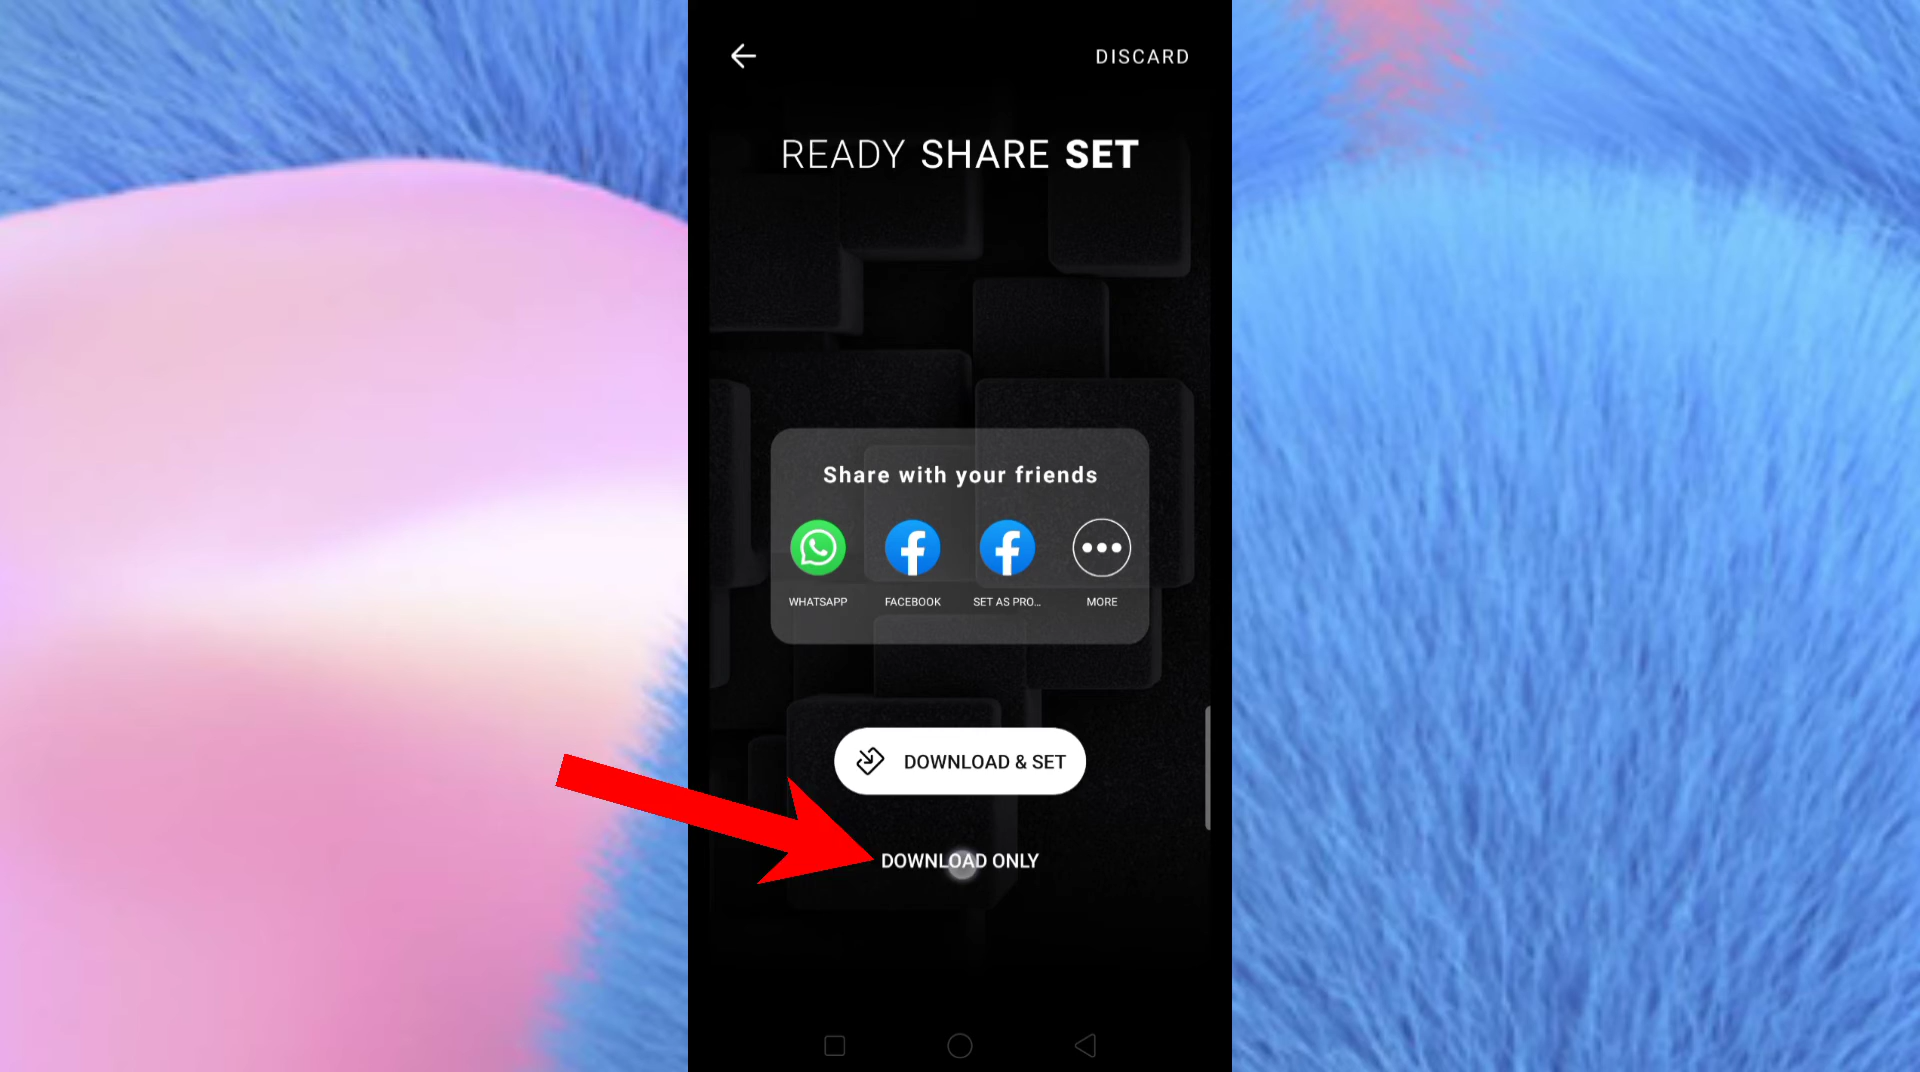 DISCARD
READY SHARE SET
Share with your friends
WHATSAPP FACEBOOK SET AS PRO... MORE
DOWNLOAD & SET
DOWNLOAD ONLY